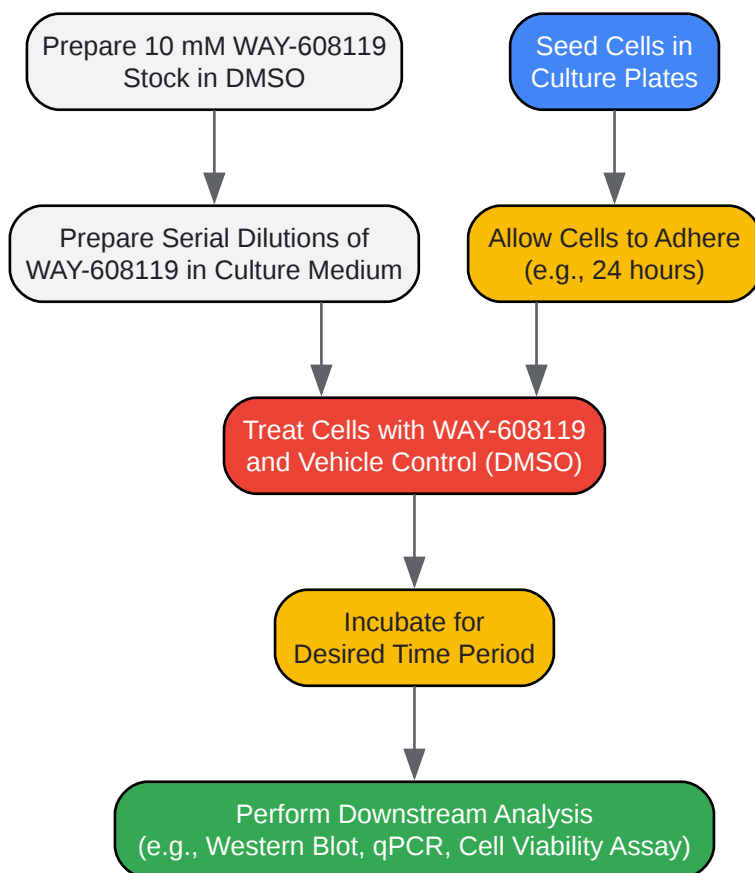 Prepare 10 mM WAY-608119
Stock in DMSO
Seed Cells in
Culture Plates
Prepare Serial Dilutions of
WAY-608119 in Culture Medium
Allow Cells to Adhere
(e.g., 24 hours)
Treat Cells with WAY-608119
and Vehicle Control (DMSO)
Incubate for
Desired Time Period
Perform Downstream Analysis
(e.g., Western Blot, qPCR, Cell Viability Assay)